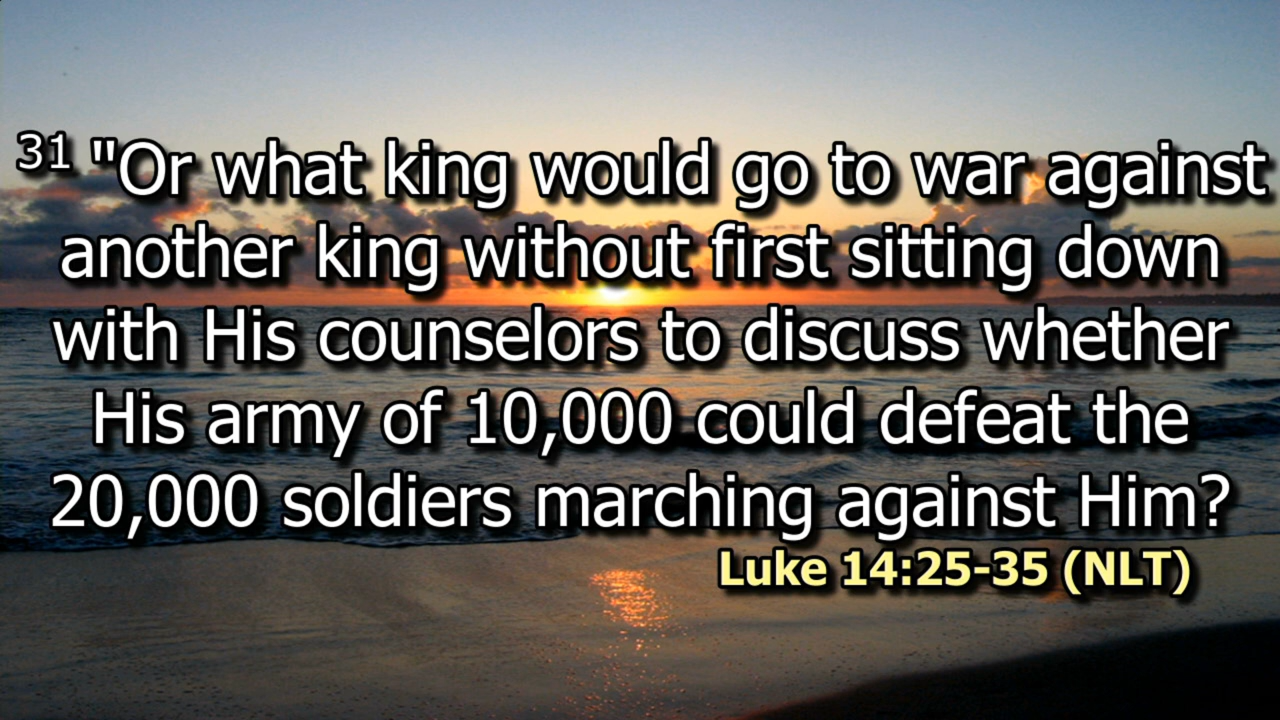 31 "Or what king would go to war against
another king without first sitting down
with His counselors to discuss whether
His army of 10,000 could defeat the
20,000 soldiers marching against Him?
Luke 14:25-35 (NLT)